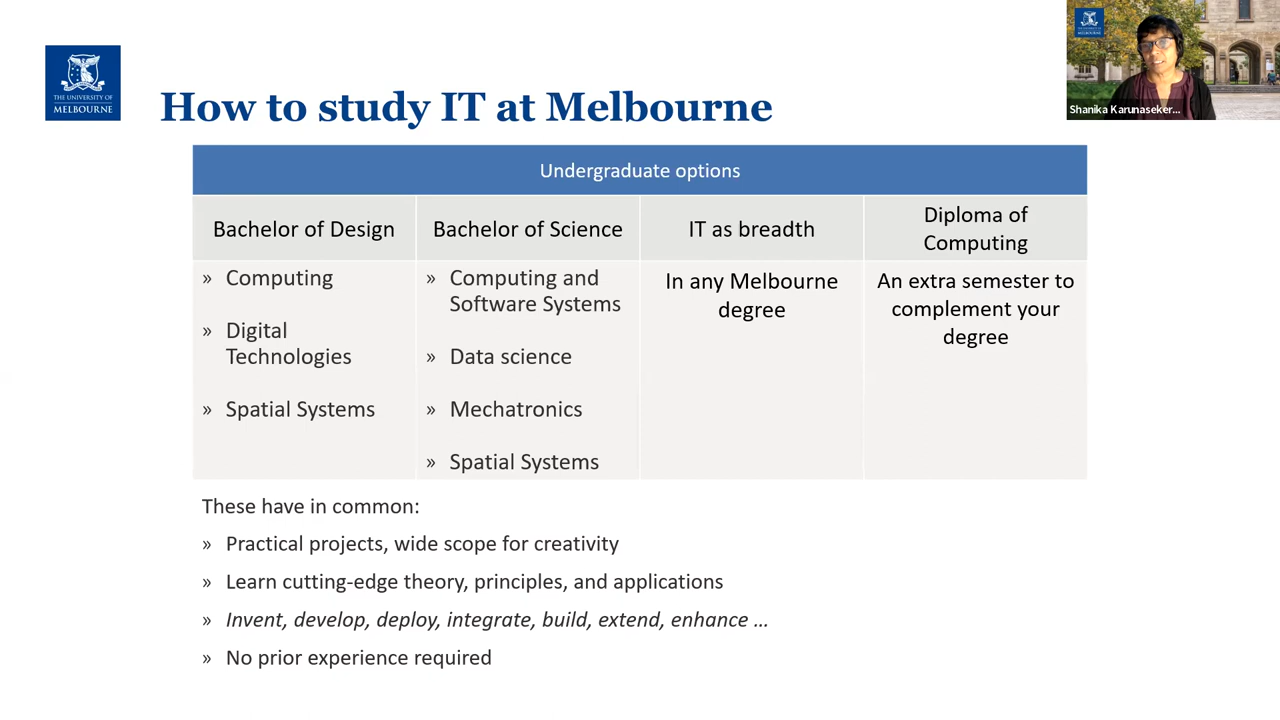 THE UNIVERSITY OF
MELBOURNE
How to study IT at Melbourne
Shanika Karunaseker...
Undergraduate options
Bachelor of Design
Bachelor of Science
IT as breadth
Diploma of
Computing
» Computing
» Digital
Technologies
» Spatial Systems
» Computing and
Software Systems
» Data science
» Mechatronics
» Spatial Systems
In any Melbourne
degree
An extra semester to
complement your
degree
These have in common:
» Practical projects, wide scope for creativity
» Learn cutting-edge theory, principles, and applications
» Invent, develop, deploy, integrate, build, extend, enhance ...
» No prior experience required